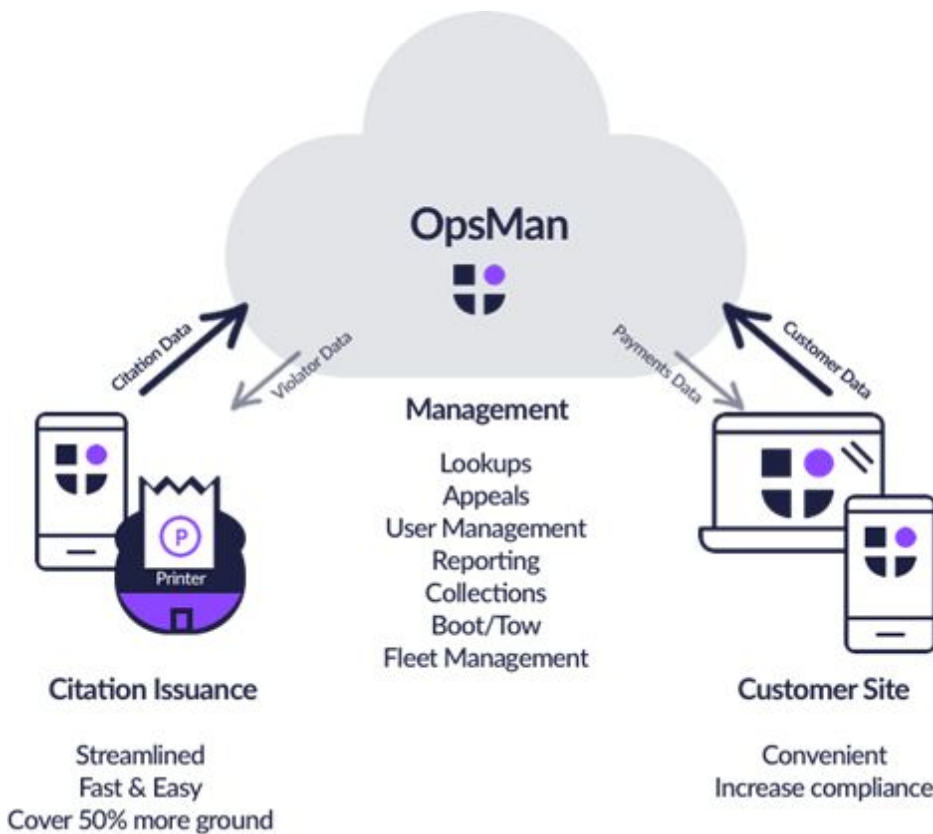 OpsMan
Citation Data
Violator Data
Payments Data
Customer Data
Management
Lookups
Appeals
User Management
Reporting
Collections
Boot/Tow
Fleet Management
P
Printer
Citation Issuance
Streamlined
Fast & Easy
Cover 50% more ground
Customer Site
Convenient
Increase compliance